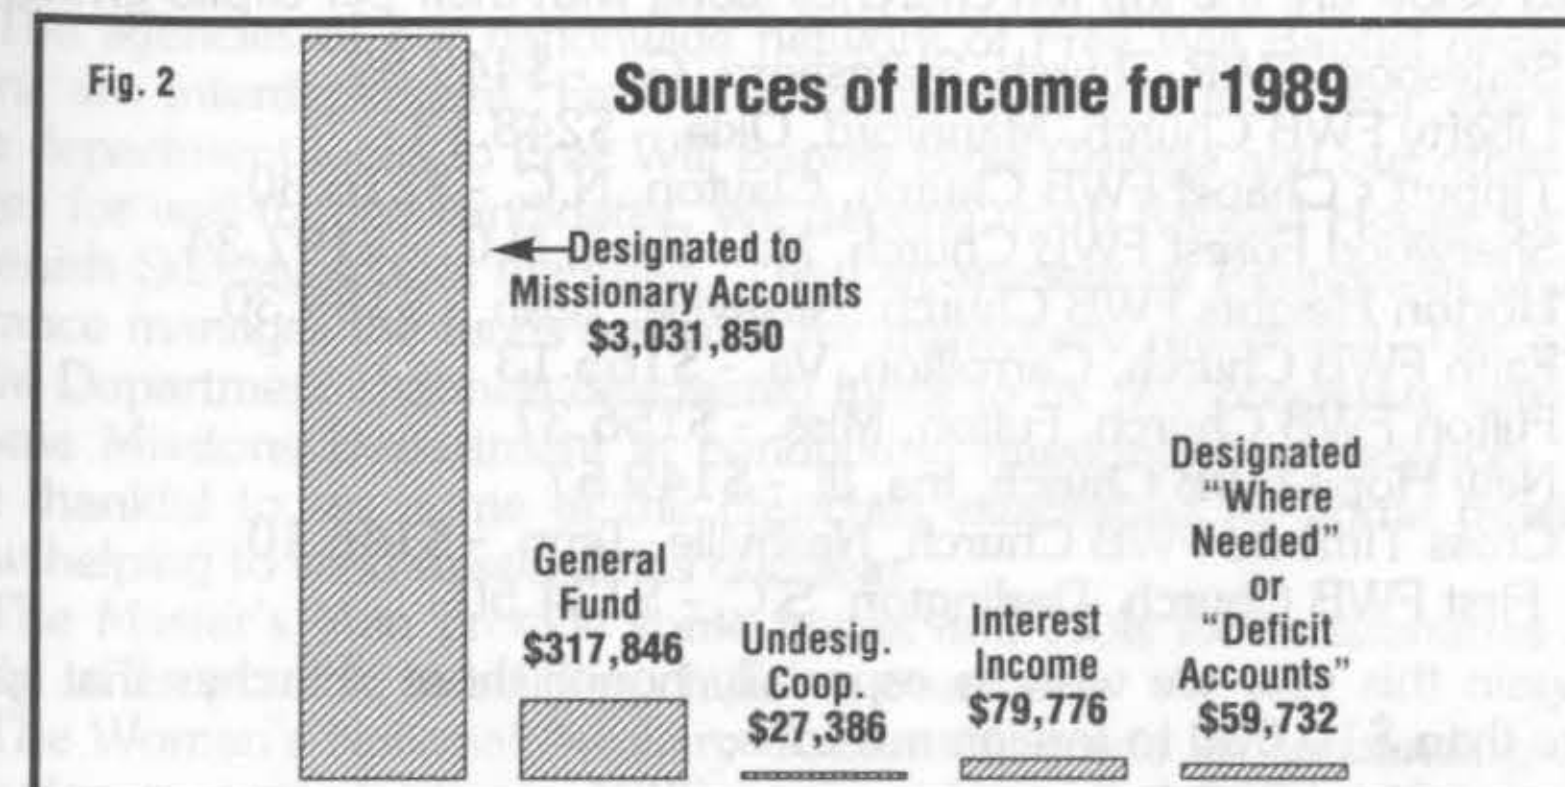 Fig. 2
Sources of Income for 1989
Designated to
Missionary Accounts
$3,031,850
General
Fund
$317,846
Undesig.
Coop.
$27,386
Interest
Income
$79,776
Designated
“Where
Needed”
or
“Deficit
Accounts”
$59,732